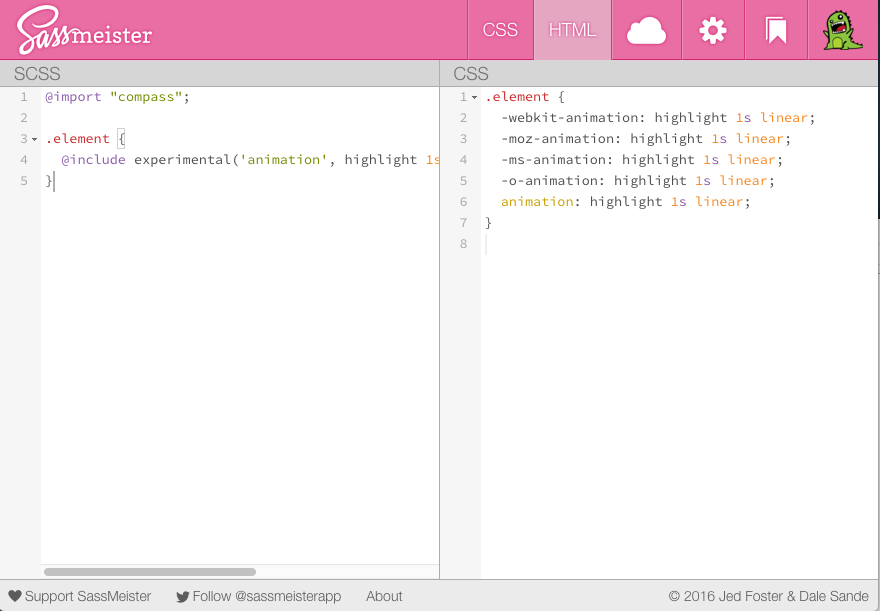 Sassmeister
CSS HTML
SCSS
1 @import "compass";
2
3 .element {
4 @include experimental('animation', highlight 1s
5 }
CSS
1 .element {
2 -webkit-animation: highlight 1s linear;
3 -moz-animation: highlight 1s linear;
4 -ms-animation: highlight 1s linear;
5 -o-animation: highlight 1s linear;
6 animation: highlight 1s linear;
7 }
8
Support SassMeister Follow @sassmeisterapp About © 2016 Jed Foster & Dale Sande